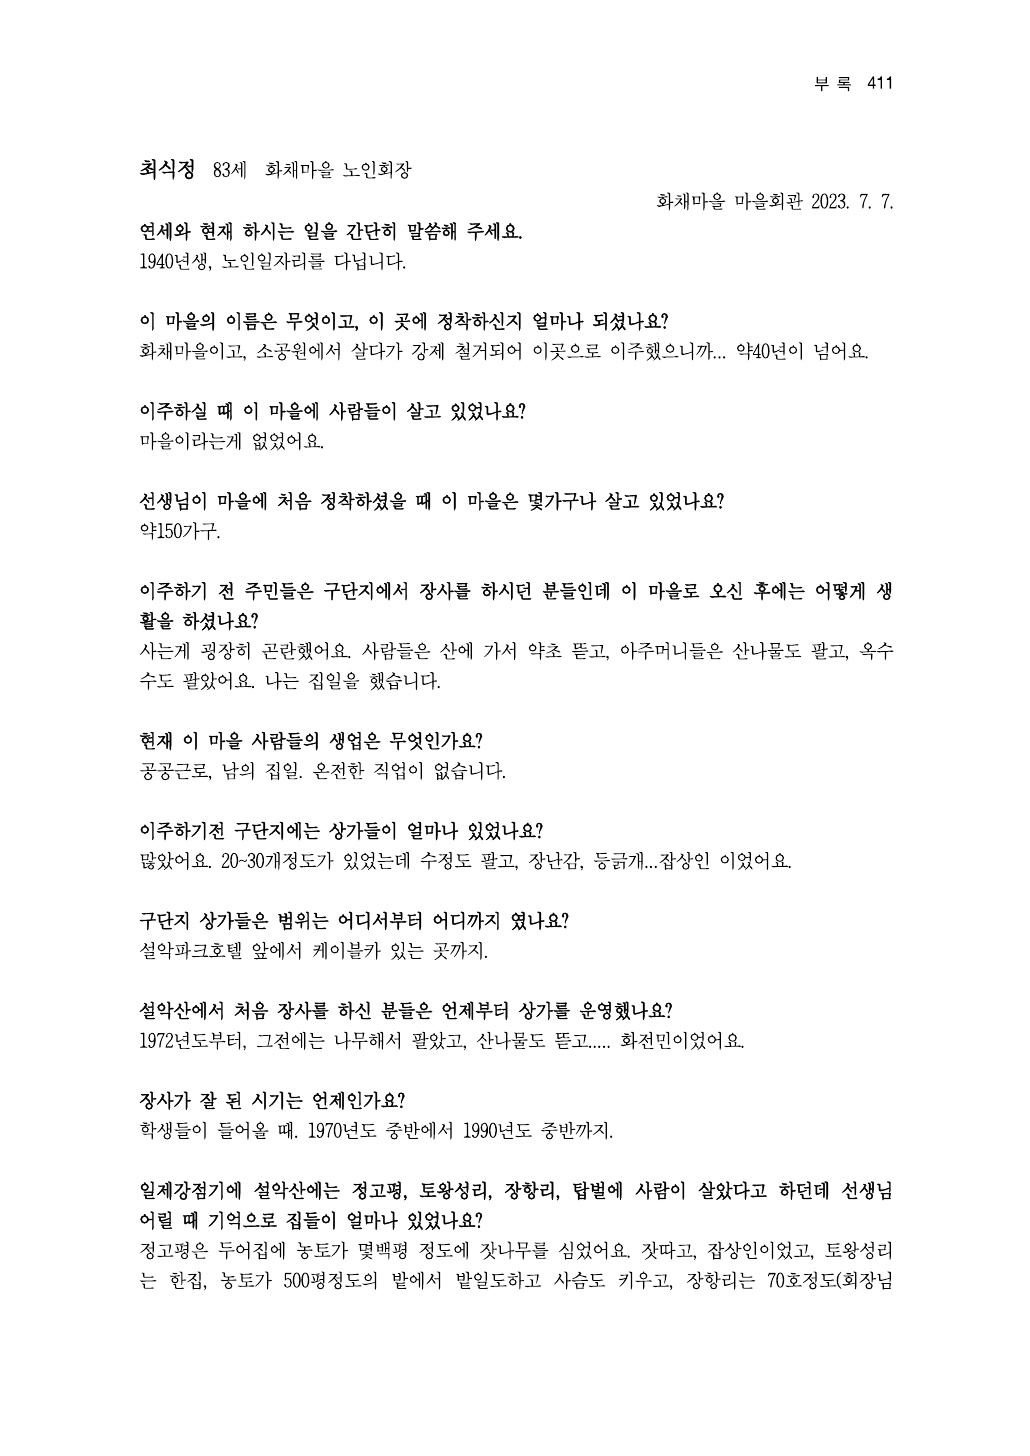 부 록 411
최식정 83세 화채마을 노인회장
화채마을 마을회관 2023. 7. 7.
연세와 현재 하시는 일을 간단히 말씀해 주세요.
1940년생, 노인일자리를 다닙니다.
이 마을의 이름은 무엇이고, 이 곳에 정착하신지 얼마나 되셨나요?
화채마을이고, 소공원에서 살다가 강제 철거되어 이곳으로 이주했으니까... 약40년이 넘어요.
이주하실 때 이 마을에 사람들이 살고 있었나요?
마을이라는게 없었어요.
선생님이 마을에 처음 정착하셨을 때 이 마을은 몇가구나 살고 있었나요?
약150가구.
이주하기 전 주민들은 구단지에서 장사를 하시던 분들인데 이 마을로 오신 후에는 어떻게 생
활을 하셨나요?
사는게 굉장히 곤란했어요. 사람들은 산에 가서 약초 뜯고, 아주머니들은 산나물도 팔고, 옥수
수도 팔았어요. 나는 집일을 했습니다.
현재 이 마을 사람들의 생업은 무엇인가요?
공공근로, 남의 집일. 온전한 직업이 없습니다.
이주하기전 구단지에는 상가들이 얼마나 있었나요?
많았어요. 20~30개정도가 있었는데 수정도 팔고, 장난감, 등긁개...잡상인 이었어요.
구단지 상가들은 범위는 어디서부터 어디까지 였나요?
설악파크호텔 앞에서 케이블카 있는 곳까지.
설악산에서 처음 장사를 하신 분들은 언제부터 상가를 운영했나요?
1972년도부터, 그전에는 나무해서 팔았고, 산나물도 뜯고..... 화전민이었어요.
장사가 잘 된 시기는 언제인가요?
학생들이 들어올 때. 1970년도 중반에서 1990년도 중반까지.
일제강점기에 설악산에는 정고평, 토왕성리, 장항리, 탑벌에 사람이 살았다고 하던데 선생님
어릴 때 기억으로 집들이 얼마나 있었나요?
정고평은 두어집에 농토가 몇백평 정도에 잣나무를 심었어요. 잣따고, 잡상인이었고, 토왕성리
는 한집, 농토가 500평정도의 밭에서 밭일도하고 사슴도 키우고, 장항리는 70호정도(회장님